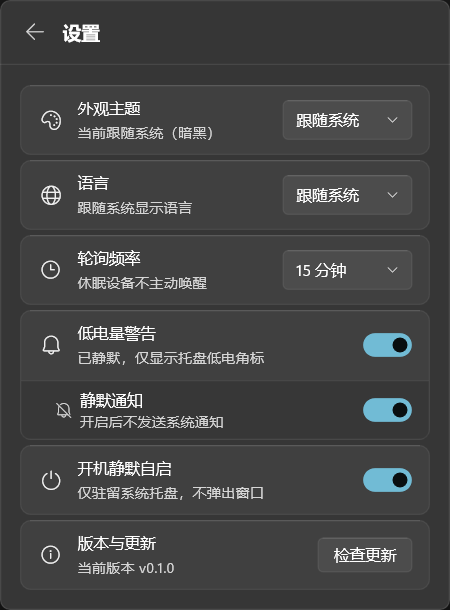 设置
外观主题
当前跟随系统（暗黑）
跟随系统
语言
跟随系统显示语言
跟随系统
轮询频率
休眠设备不主动唤醒
15 分钟
低电量警告
已静默，仅显示托盘低电角标
静默通知
开启后不发送系统通知
开机静默自启
仅驻留系统托盘，不弹出窗口
版本与更新
当前版本 v0.1.0
检查更新